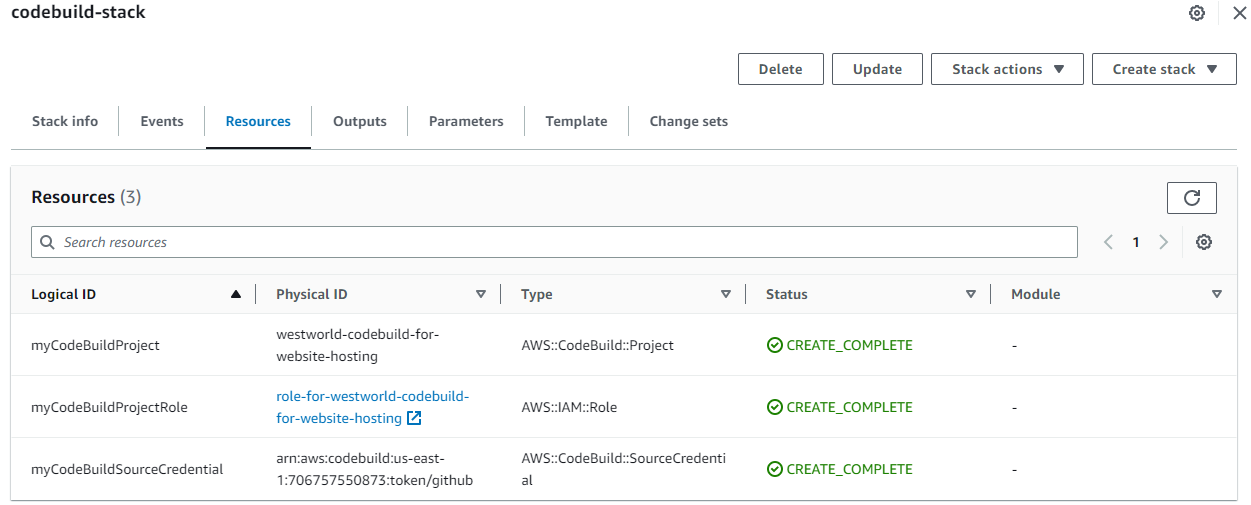 codebuild-stack
Delete
Update
Stack actions
Create stack
Stack info
Events
Resources
Outputs
Parameters
Template
Change sets
Resources (3)
Search resources
1
Logical ID
Physical ID
Type
Status
Module
myCodeBuildProject
westworld-codebuild-for-
website-hosting
AWS::CodeBuild::Project
CREATE_COMPLETE
-
myCodeBuildProjectRole
role-for-westworld-codebuild-
for-website-hosting
AWS::IAM::Role
CREATE_COMPLETE
-
myCodeBuildSourceCredential
arn:aws:codebuild:us-east-
1:706757550873:token/github
AWS::CodeBuild::SourceCredenti
al
CREATE_COMPLETE
-